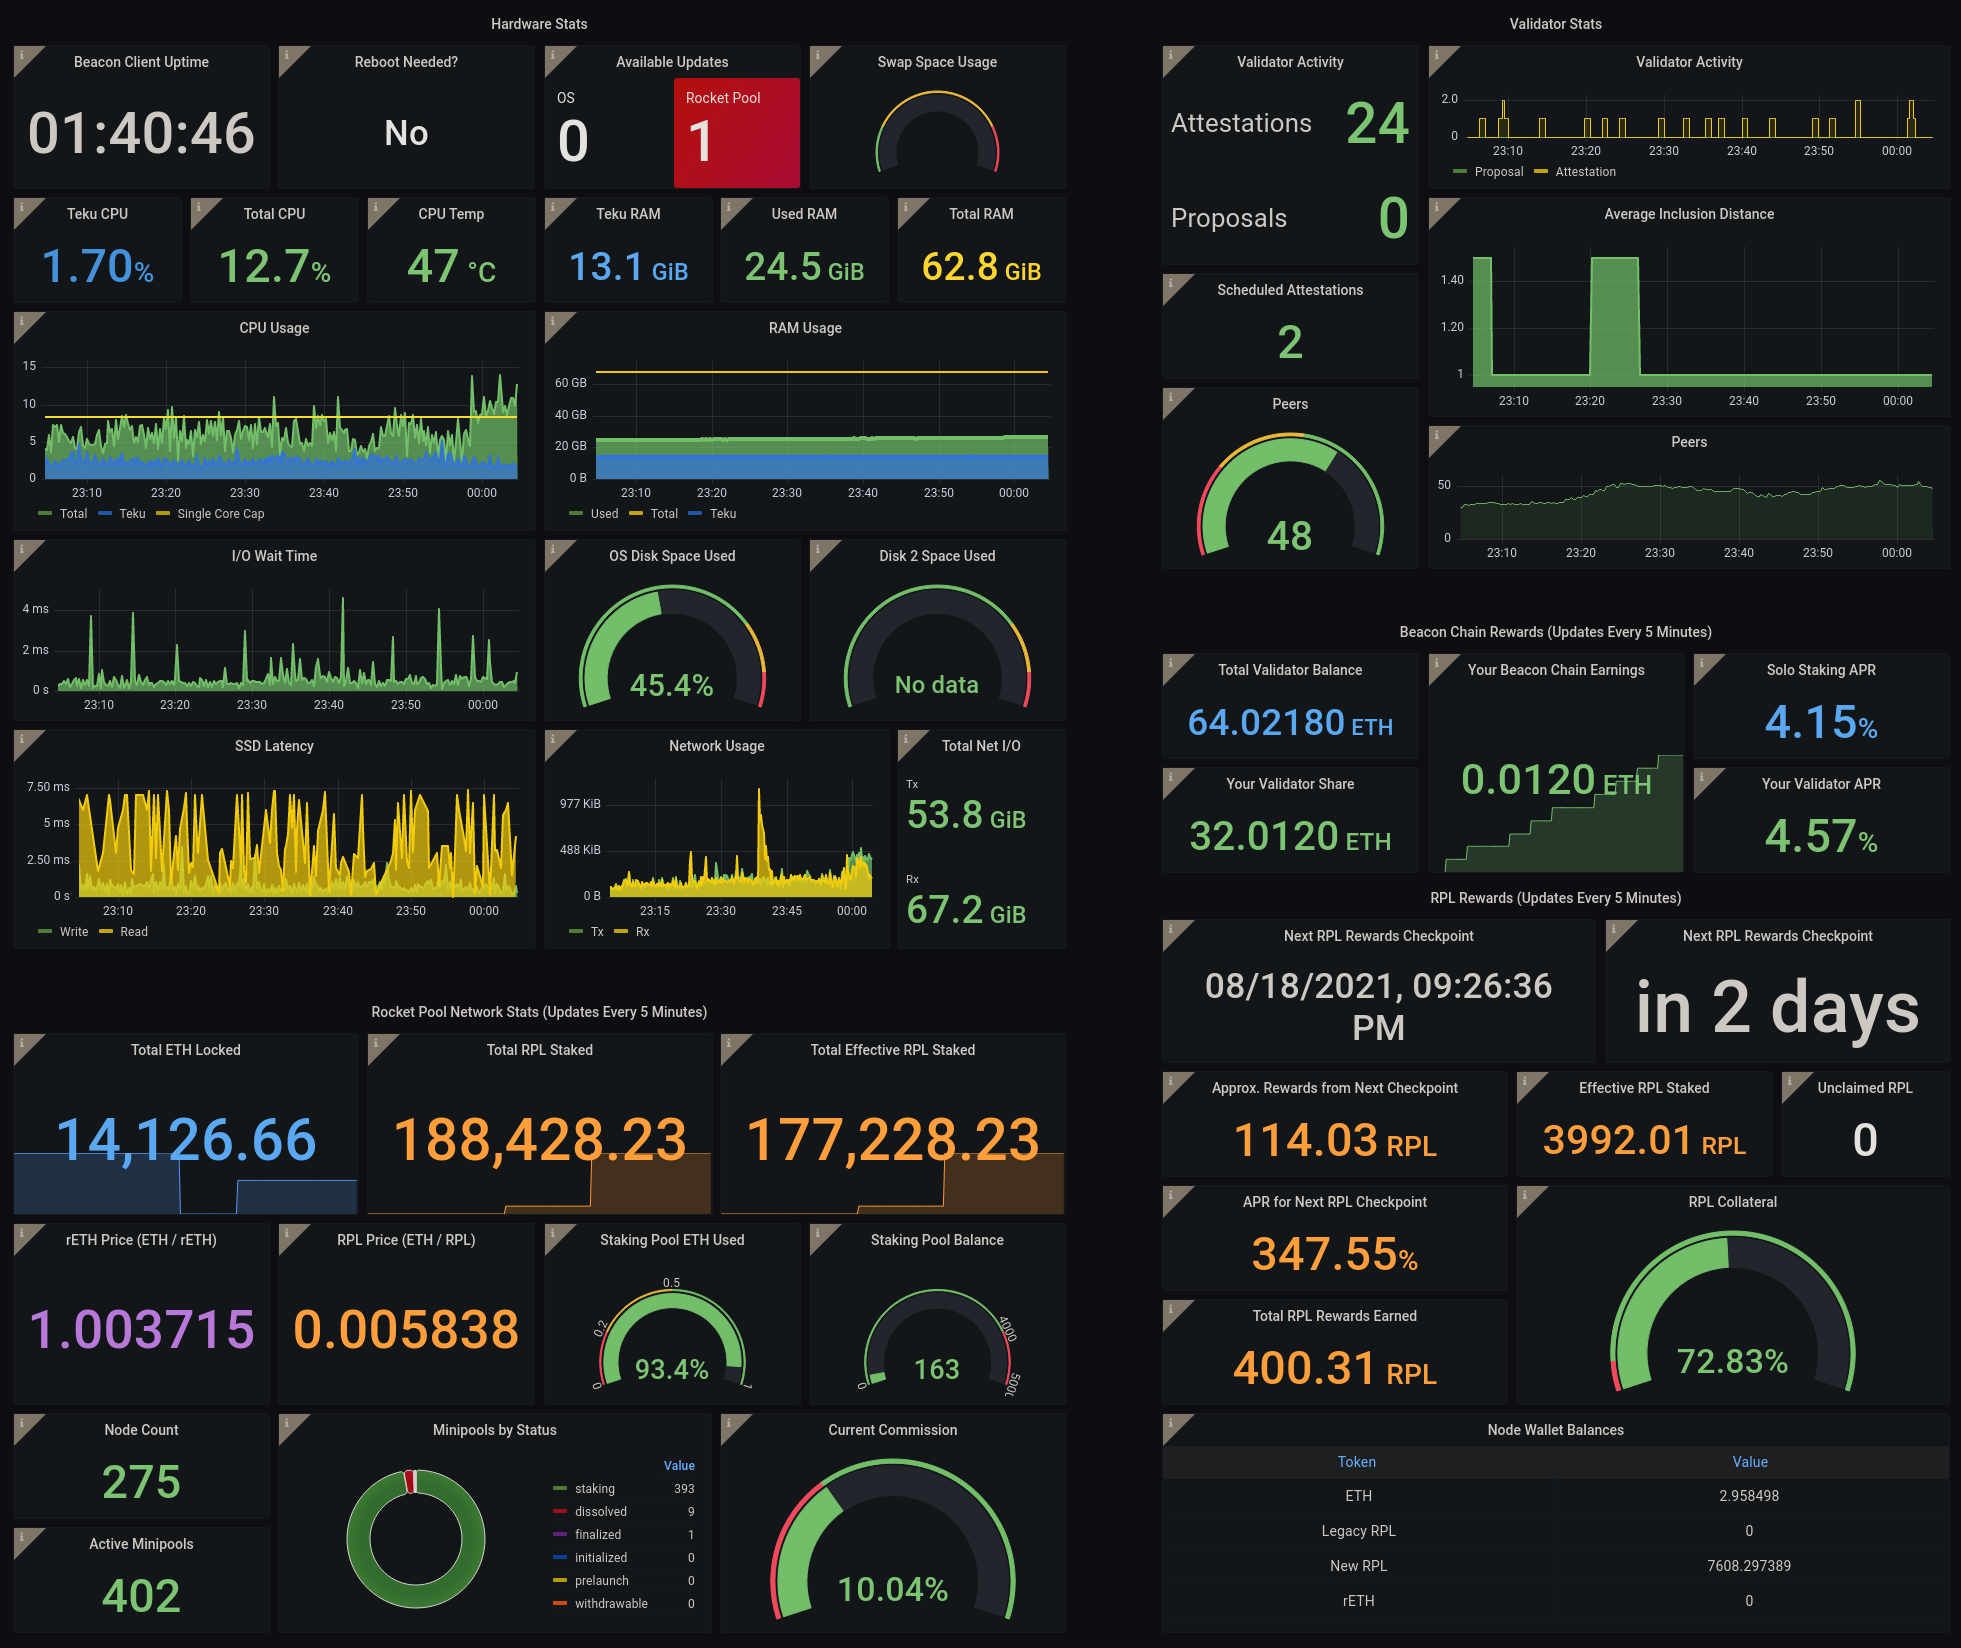 Hardware Stats
Beacon Client Uptime
01:40:46
Reboot Needed?
No
Available Updates
OS
0
Rocket Pool
1
Swap Space Usage
Teku CPU
1.70%
Total CPU
12.7%
CPU Temp
47 °C
Teku RAM
13.1 GiB
Used RAM
24.5 GiB
Total RAM
62.8 GiB
CPU Usage
15
10
5
0
23:10 23:20 23:30 23:40 23:50 00:00
Total Teku Single Core Cap
RAM Usage
60 GB
40 GB
20 GB
0 B
23:10 23:20 23:30 23:40 23:50 00:00
Used Total Teku
I/O Wait Time
4 ms
2 ms
0 s
23:10 23:20 23:30 23:40 23:50 00:00
OS Disk Space Used
45.4%
Disk 2 Space Used
No data
SSD Latency
7.50 ms
5 ms
2.50 ms
0 s
23:10 23:20 23:30 23:40 23:50 00:00
Write Read
Network Usage
977 KiB
488 KiB
0 B
23:15 23:30 23:45 00:00
Tx Rx
Total Net I/O
Tx
53.8 GiB
Rx
67.2 GiB
Rocket Pool Network Stats (Updates Every 5 Minutes)
Total ETH Locked
14,126.66
Total RPL Staked
188,428.23
Total Effective RPL Staked
177,228.23
rETH Price (ETH / rETH)
1.003715
RPL Price (ETH / RPL)
0.005838
Staking Pool ETH Used
0 0.2 0.5 1
93.4%
Staking Pool Balance
0 4000 5000
163
Node Count
275
Active Minipools
402
Minipools by Status
Value
staking 393
dissolved 9
finalized 1
initialized 0
prelaunch 0
withdrawable 0
Current Commission
10.04%
Validator Stats
Validator Activity
Attestations 24
Proposals 0
Validator Activity
2.0
0
23:10 23:20 23:30 23:40 23:50 00:00
Proposal Attestation
Scheduled Attestations
2
Average Inclusion Distance
1.40
1.20
1
23:10 23:20 23:30 23:40 23:50 00:00
Peers
48
Peers
50
0
23:10 23:20 23:30 23:40 23:50 00:00
Beacon Chain Rewards (Updates Every 5 Minutes)
Total Validator Balance
64.02180 ETH
Your Beacon Chain Earnings
0.0120 ETH
Solo Staking APR
4.15%
Your Validator Share
32.0120 ETH
Your Validator APR
4.57%
RPL Rewards (Updates Every 5 Minutes)
Next RPL Rewards Checkpoint
08/18/2021, 09:26:36
PM
Next RPL Rewards Checkpoint
in 2 days
Approx. Rewards from Next Checkpoint
114.03 RPL
Effective RPL Staked
3992.01 RPL
Unclaimed RPL
0
APR for Next RPL Checkpoint
347.55%
Total RPL Rewards Earned
400.31 RPL
RPL Collateral
72.83%
Node Wallet Balances
Token Value
ETH 2.958498
Legacy RPL 0
New RPL 7608.297389
rETH 0